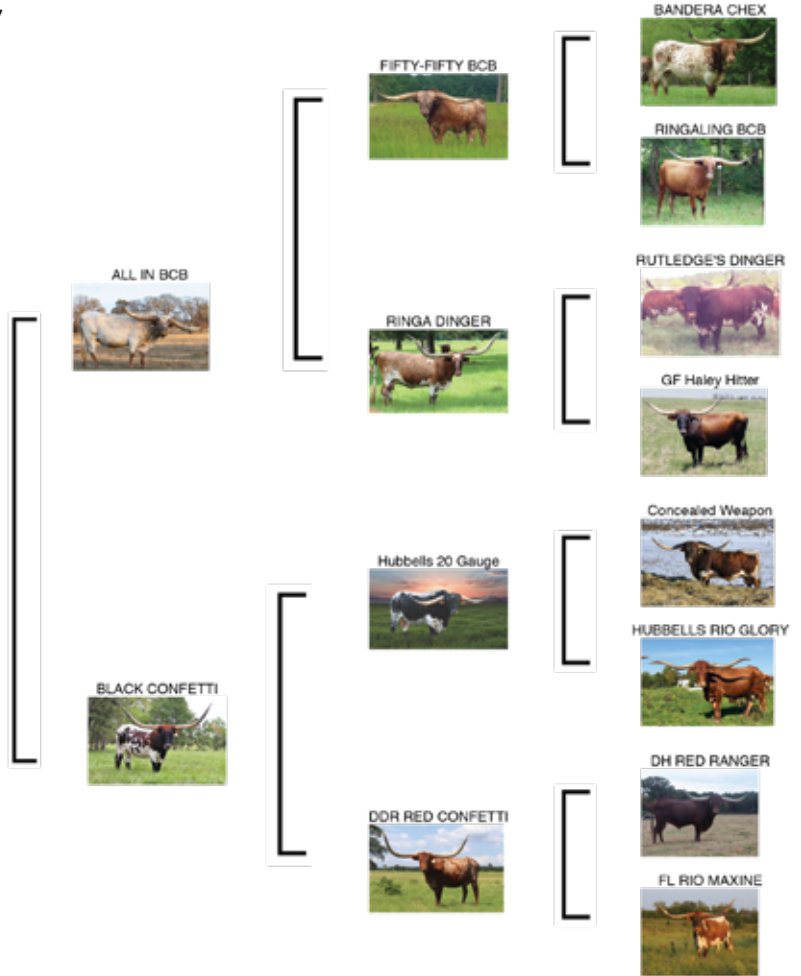 BANDERA CHEX
FIFTY-FIFTY BCB
RINGALING BCB
ALL IN BCB
RUTLEDGE'S DINGER
RINGA DINGER
GF Haley Hitter
Concealed Weapon
Hubbells 20 Gauge
HUBBELLS RIO GLORY
BLACK CONFETTI
DH RED RANGER
DDR RED CONFETTI
FL RIO MAXINE